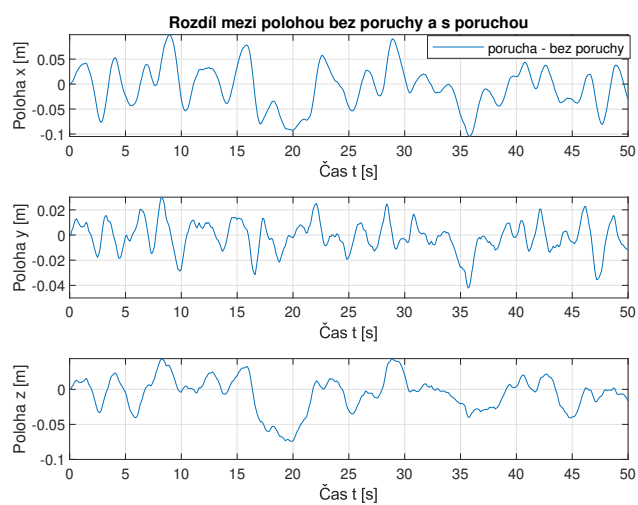 Rozdíl mezi polohou bez poruchy a s poruchou
porucha - bez poruchy
Poloha x [m]
0.05
0
-0.05
-0.1
0 5 10 15 20 25 30 35 40 45 50
Čas t [s]
Poloha y [m]
0.02
0
-0.02
-0.04
0 5 10 15 20 25 30 35 40 45 50
Čas t [s]
Poloha z [m]
0
-0.05
-0.1
0 5 10 15 20 25 30 35 40 45 50
Čas t [s]